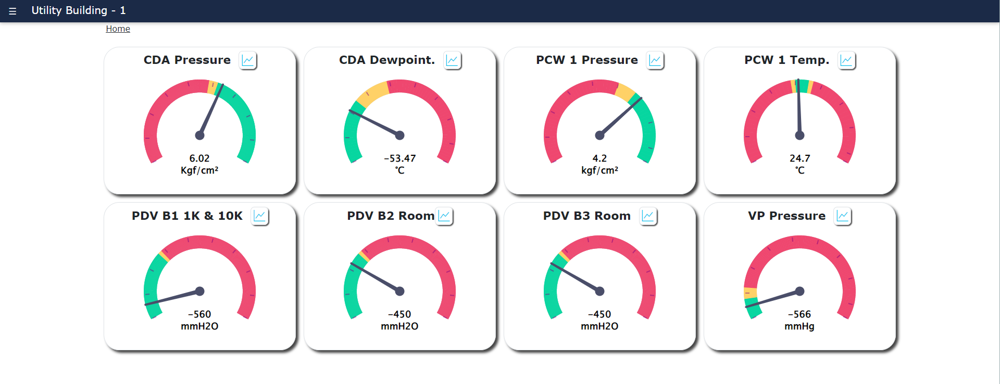 ☰ Utility Building - 1
Home
CDA Pressure
CDA Dewpoint.
PCW 1 Pressure
PCW 1 Temp.
6.02
Kgf/cm²
-53.47
°C
4.2
kgf/cm²
24.7
°C
PDV B1 1K & 10K
PDV B2 Room
PDV B3 Room
VP Pressure
-560
mmH2O
-450
mmH2O
-450
mmH2O
-566
mmHg